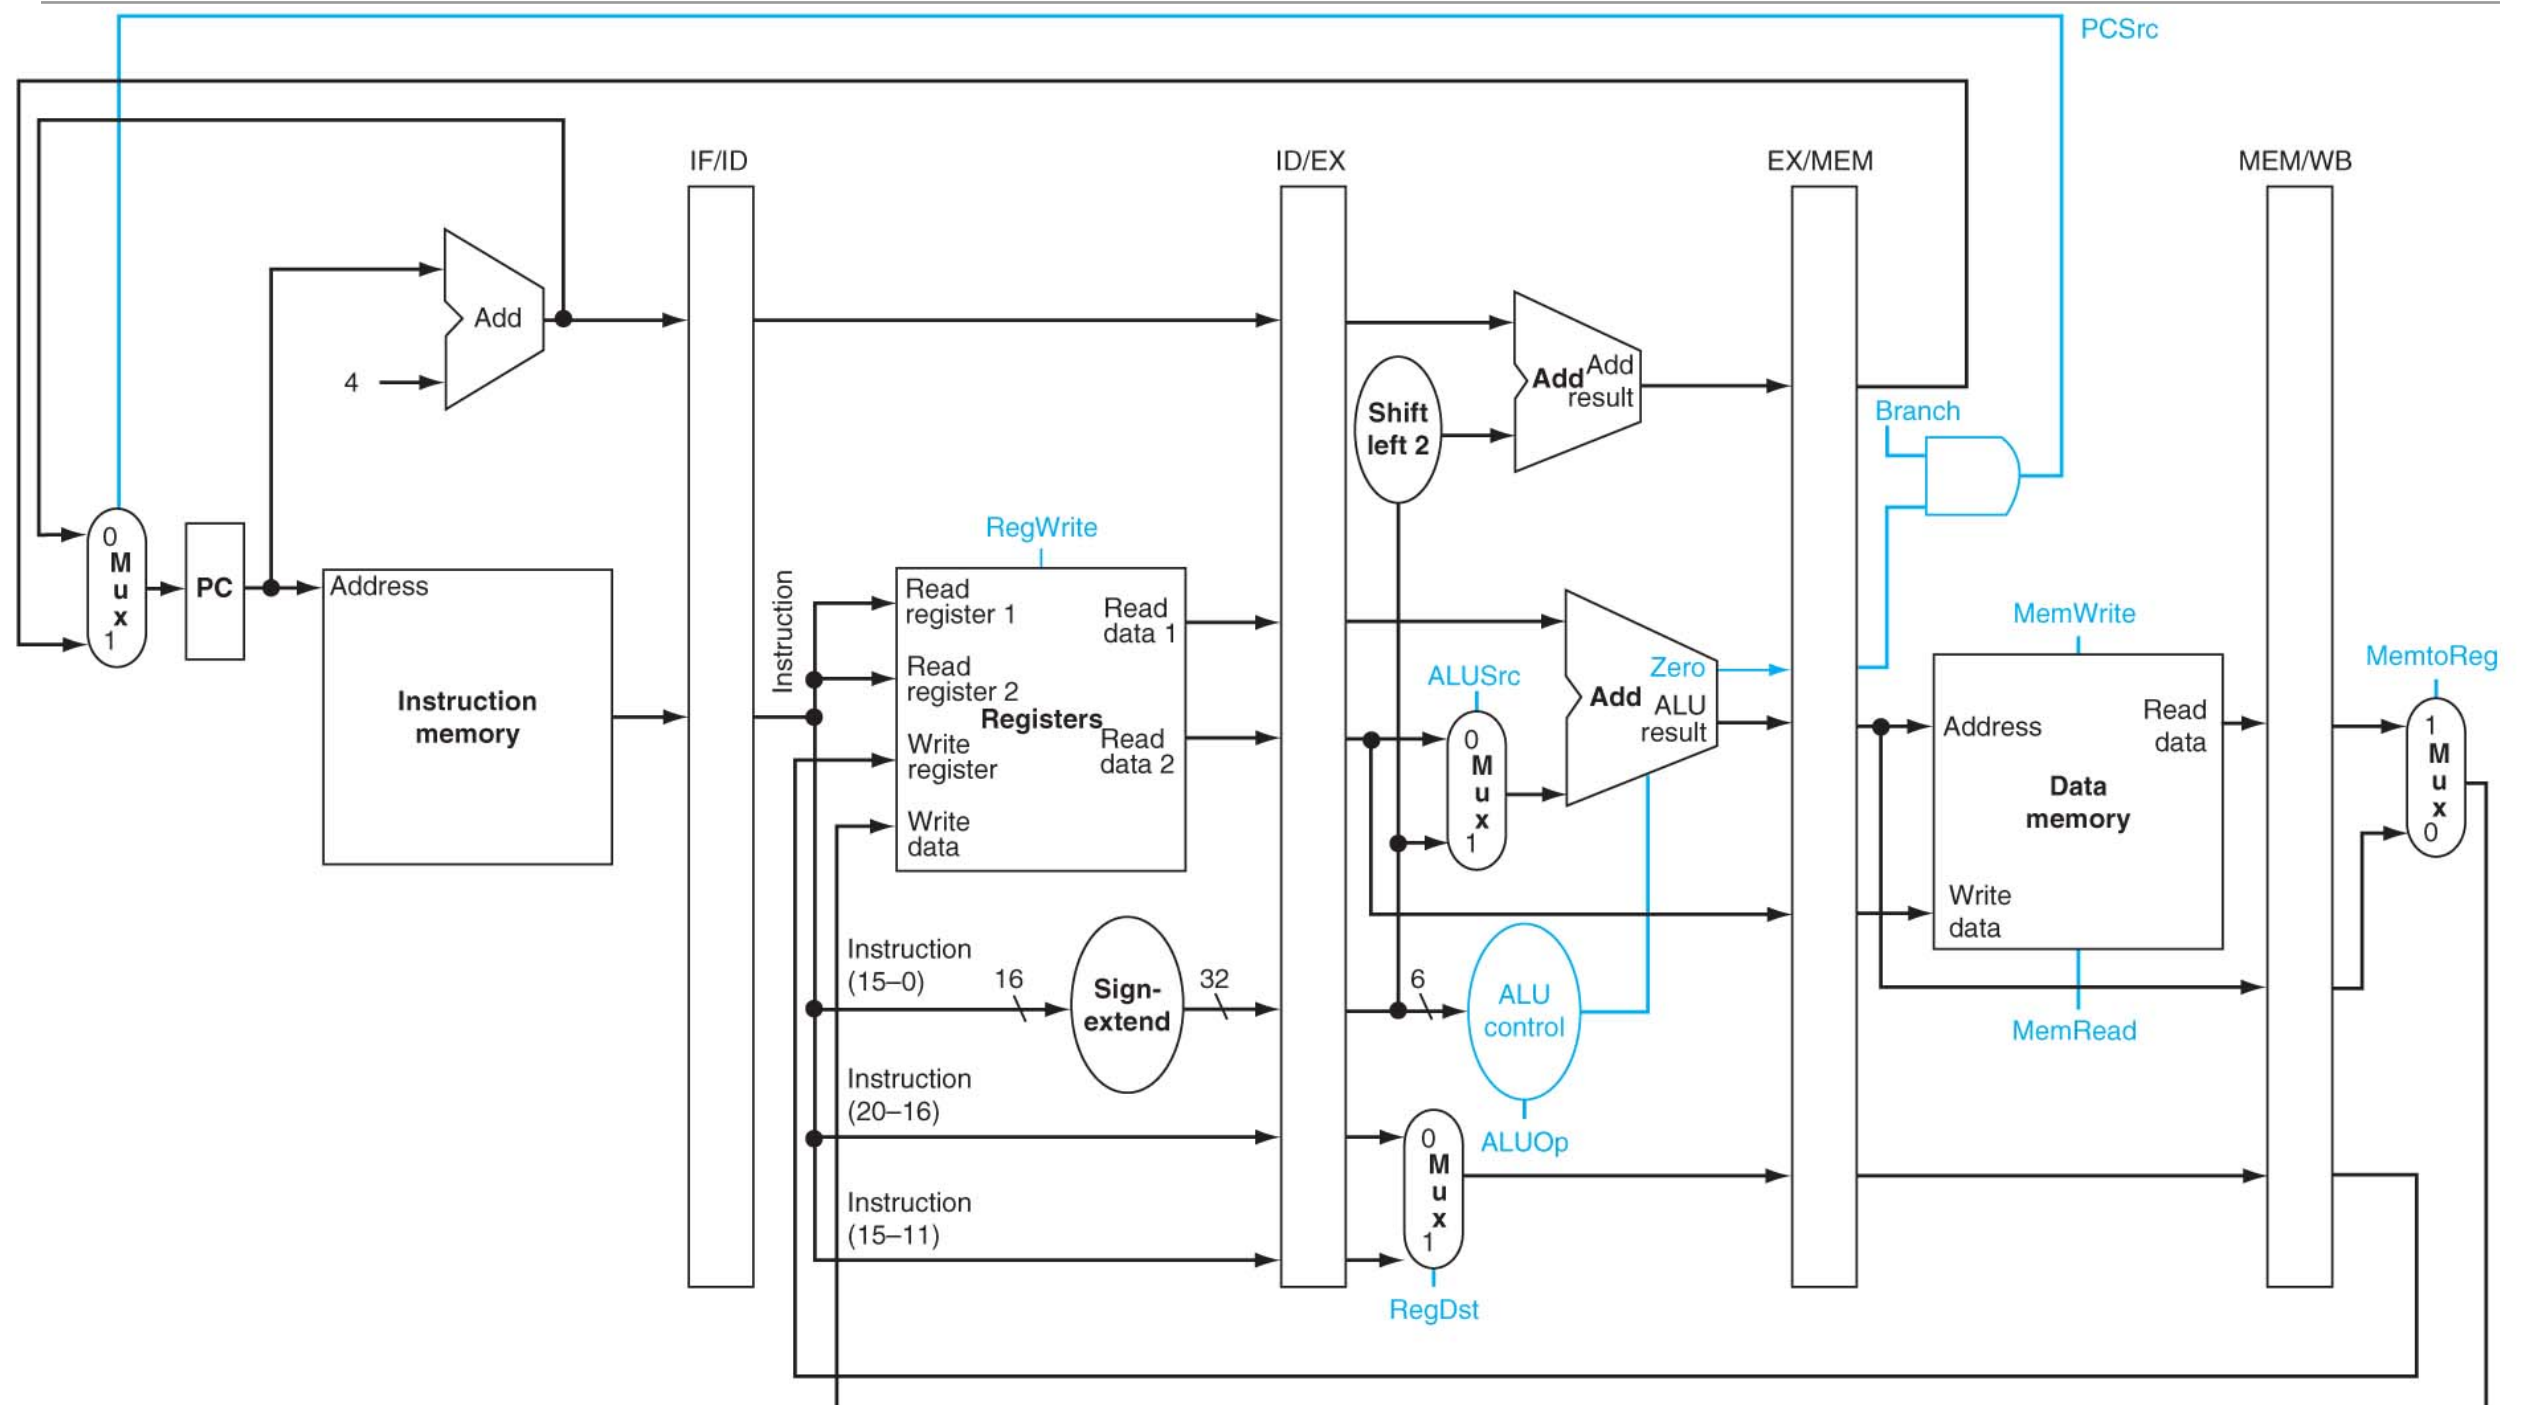 PCSrc
IF/ID
ID/EX
EX/MEM
MEM/WB
Add
4
Add
Add
result
Shift
left 2
Branch
RegWrite
0
M
u
x
1
PC
Address
Instruction
memory
Instruction
Read
register 1
Read
register 2
Write
register
Write
data
Registers
Read
data 1
Read
data 2
ALUSrc
0
M
u
x
1
Zero
Add
ALU
result
MemWrite
Address
Read
data
Data
memory
Write
data
MemRead
MemtoReg
1
M
u
x
0
Instruction
(15–0)
16
Sign-
extend
32
6
ALU
control
ALUOp
Instruction
(20–16)
Instruction
(15–11)
0
M
u
x
1
RegDst